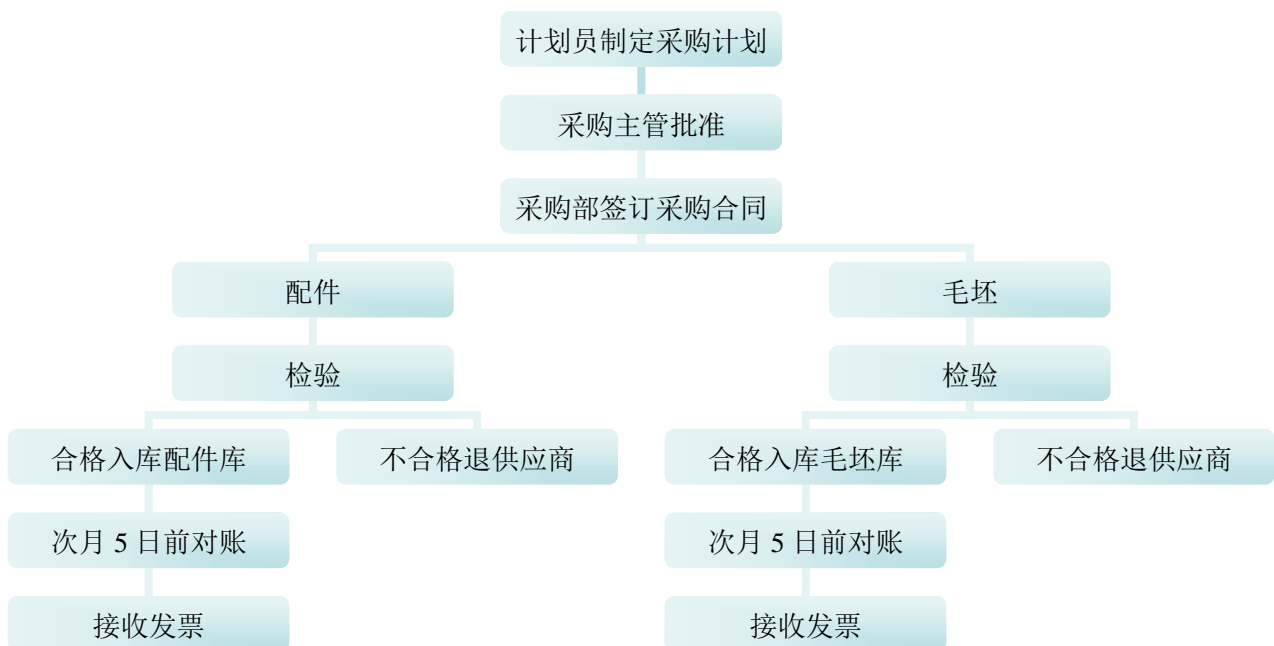 计划员制定采购计划
采购主管批准
采购部签订采购合同
配件
毛坯
检验
检验
合格入库配件库
不合格退供应商
合格入库毛坯库
不合格退供应商
次月 5 日前对账
次月 5 日前对账
接收发票
接收发票